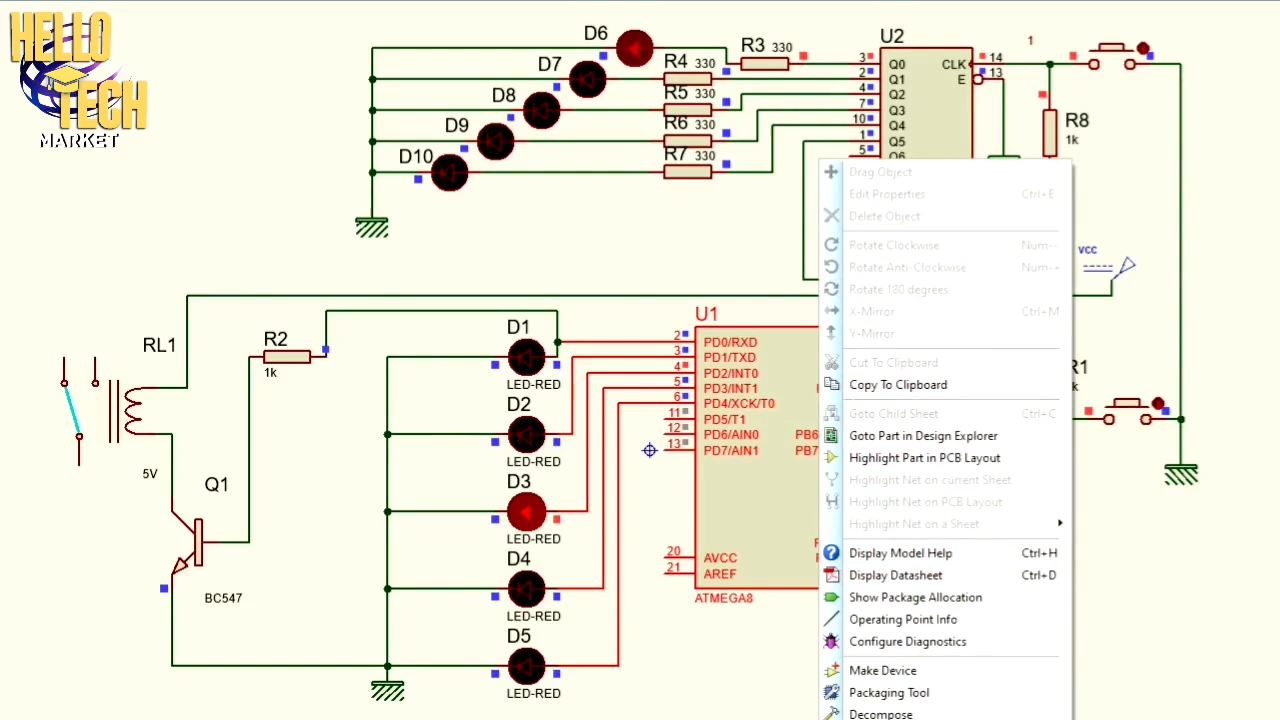 HELLO
TECH
MARKET
D6
D7
D8
D9
D10
R3 330
R4 330
R5 330
R6 330
R7 330
U2
3 Q0 CLK 14
2 Q1 E 13
4 Q2
7 Q3
10 Q4
1 Q5
5 Q6
1
R8
1k
vcc
RL1
5V
R2
1k
Q1
BC547
D1
LED-RED
D2
LED-RED
D3
LED-RED
D4
LED-RED
D5
LED-RED
U1
2 PD0/RXD
3 PD1/TXD
4 PD2/INT0
5 PD3/INT1
6 PD4/XCK/T0
11 PD5/T1
12 PD6/AIN0 PB6
13 PD7/AIN1 PB7
20 AVCC
21 AREF
ATMEGA8
R1
k
Drag Object
Edit Properties Ctrl+E
Delete Object
Rotate Clockwise Num--
Rotate Anti-Clockwise Num-+
Rotate 180 degrees
X-Mirror Ctrl+M
Y-Mirror
Cut To Clipboard
Copy To Clipboard
Goto Child Sheet Ctrl+C
Goto Part in Design Explorer
Highlight Part in PCB Layout
Highlight Net on current Sheet
Highlight Net on PCB Layout
Highlight Net on a Sheet
Display Model Help Ctrl+H
Display Datasheet Ctrl+D
Show Package Allocation
Operating Point Info
Configure Diagnostics
Make Device
Packaging Tool
Decompose